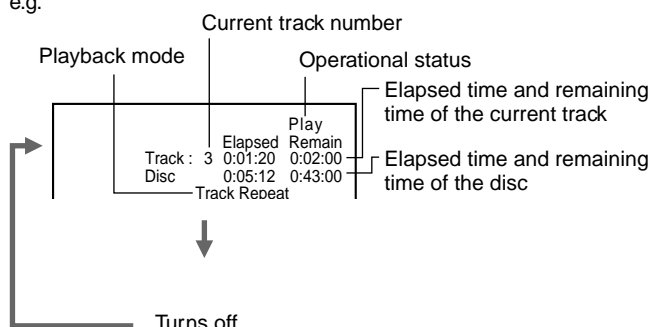 e.g.
Current track number
Playback mode
Operational status
Elapsed time and remaining
time of the current track
Play
Elapsed Remain
Track : 3 0:01:20 0:02:00
Disc 0:05:12 0:43:00
Track Repeat
Elapsed time and remaining
time of the disc
Turns off